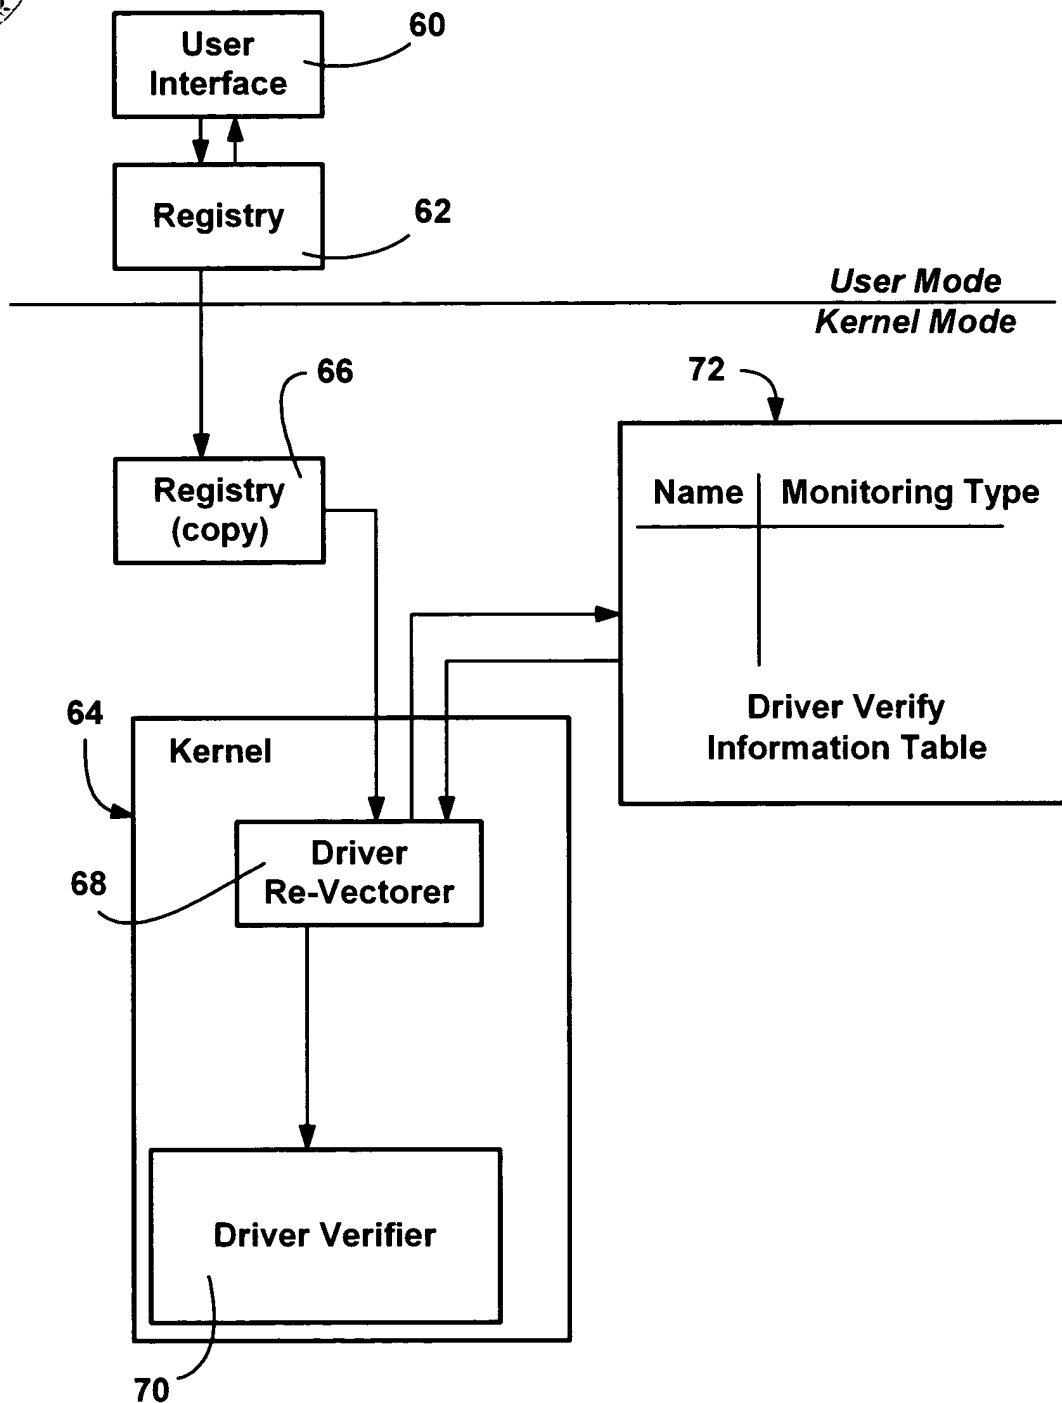 60
User
Interface
Registry
62
User Mode
Kernel Mode
66
72
Registry
(copy)
Name
Monitoring Type
64
Kernel
Driver Verify
Information Table
Driver
Re-Vectorer
68
Driver Verifier
70